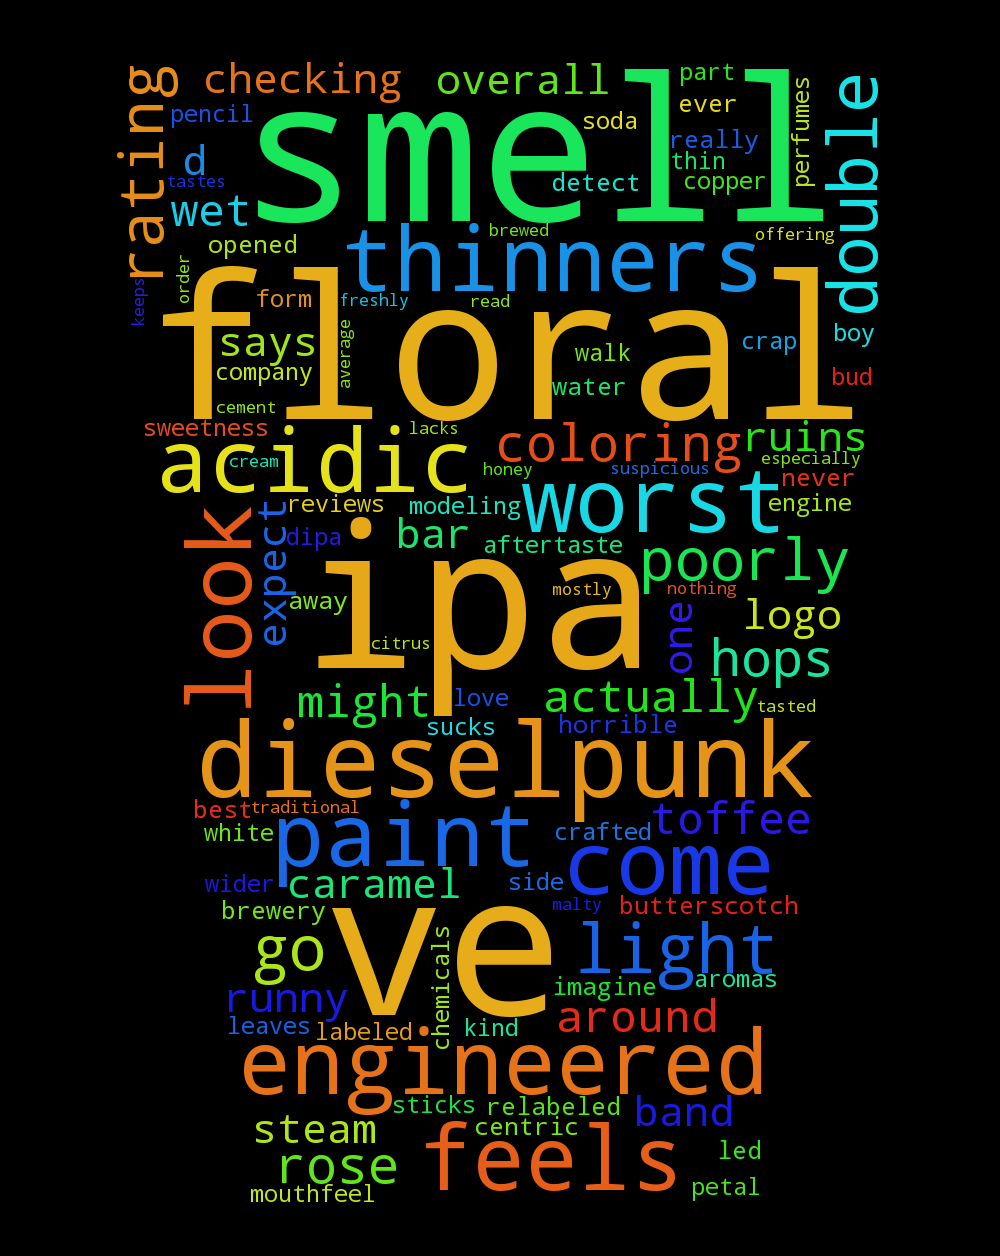 rating
checking
overall
smell
part
ever
perfumes
double
pencil
soda
really
d
thin
tastes
detect
copper
wet
opened
thinners
brewed
offering
order
keeps
form
freshly
read
floral
says
average
walk
crap
boy
company
water
bud
cement
sweetness
acidic
lacks
coloring
ruins
cream
honey
suspicious
especially
never
worst
reviews
modeling
engine
look
expect
dipa
bar
aftertaste
poorly
ipa
away
mostly
nothing
one
logo
citrus
hops
might
love
actually
tasted
sucks
horrible
dieselpunk
best
traditional
paint
white
crafted
toffee
come
wider
caramel
side
malty
butterscotch
brewery
ve
go
chemicals
light
aromas
runny
imagine
leaves
labeled
kind
around
engineered
sticks
relabeled
band
steam
centric
feels
rose
led
mouthfeel
petal